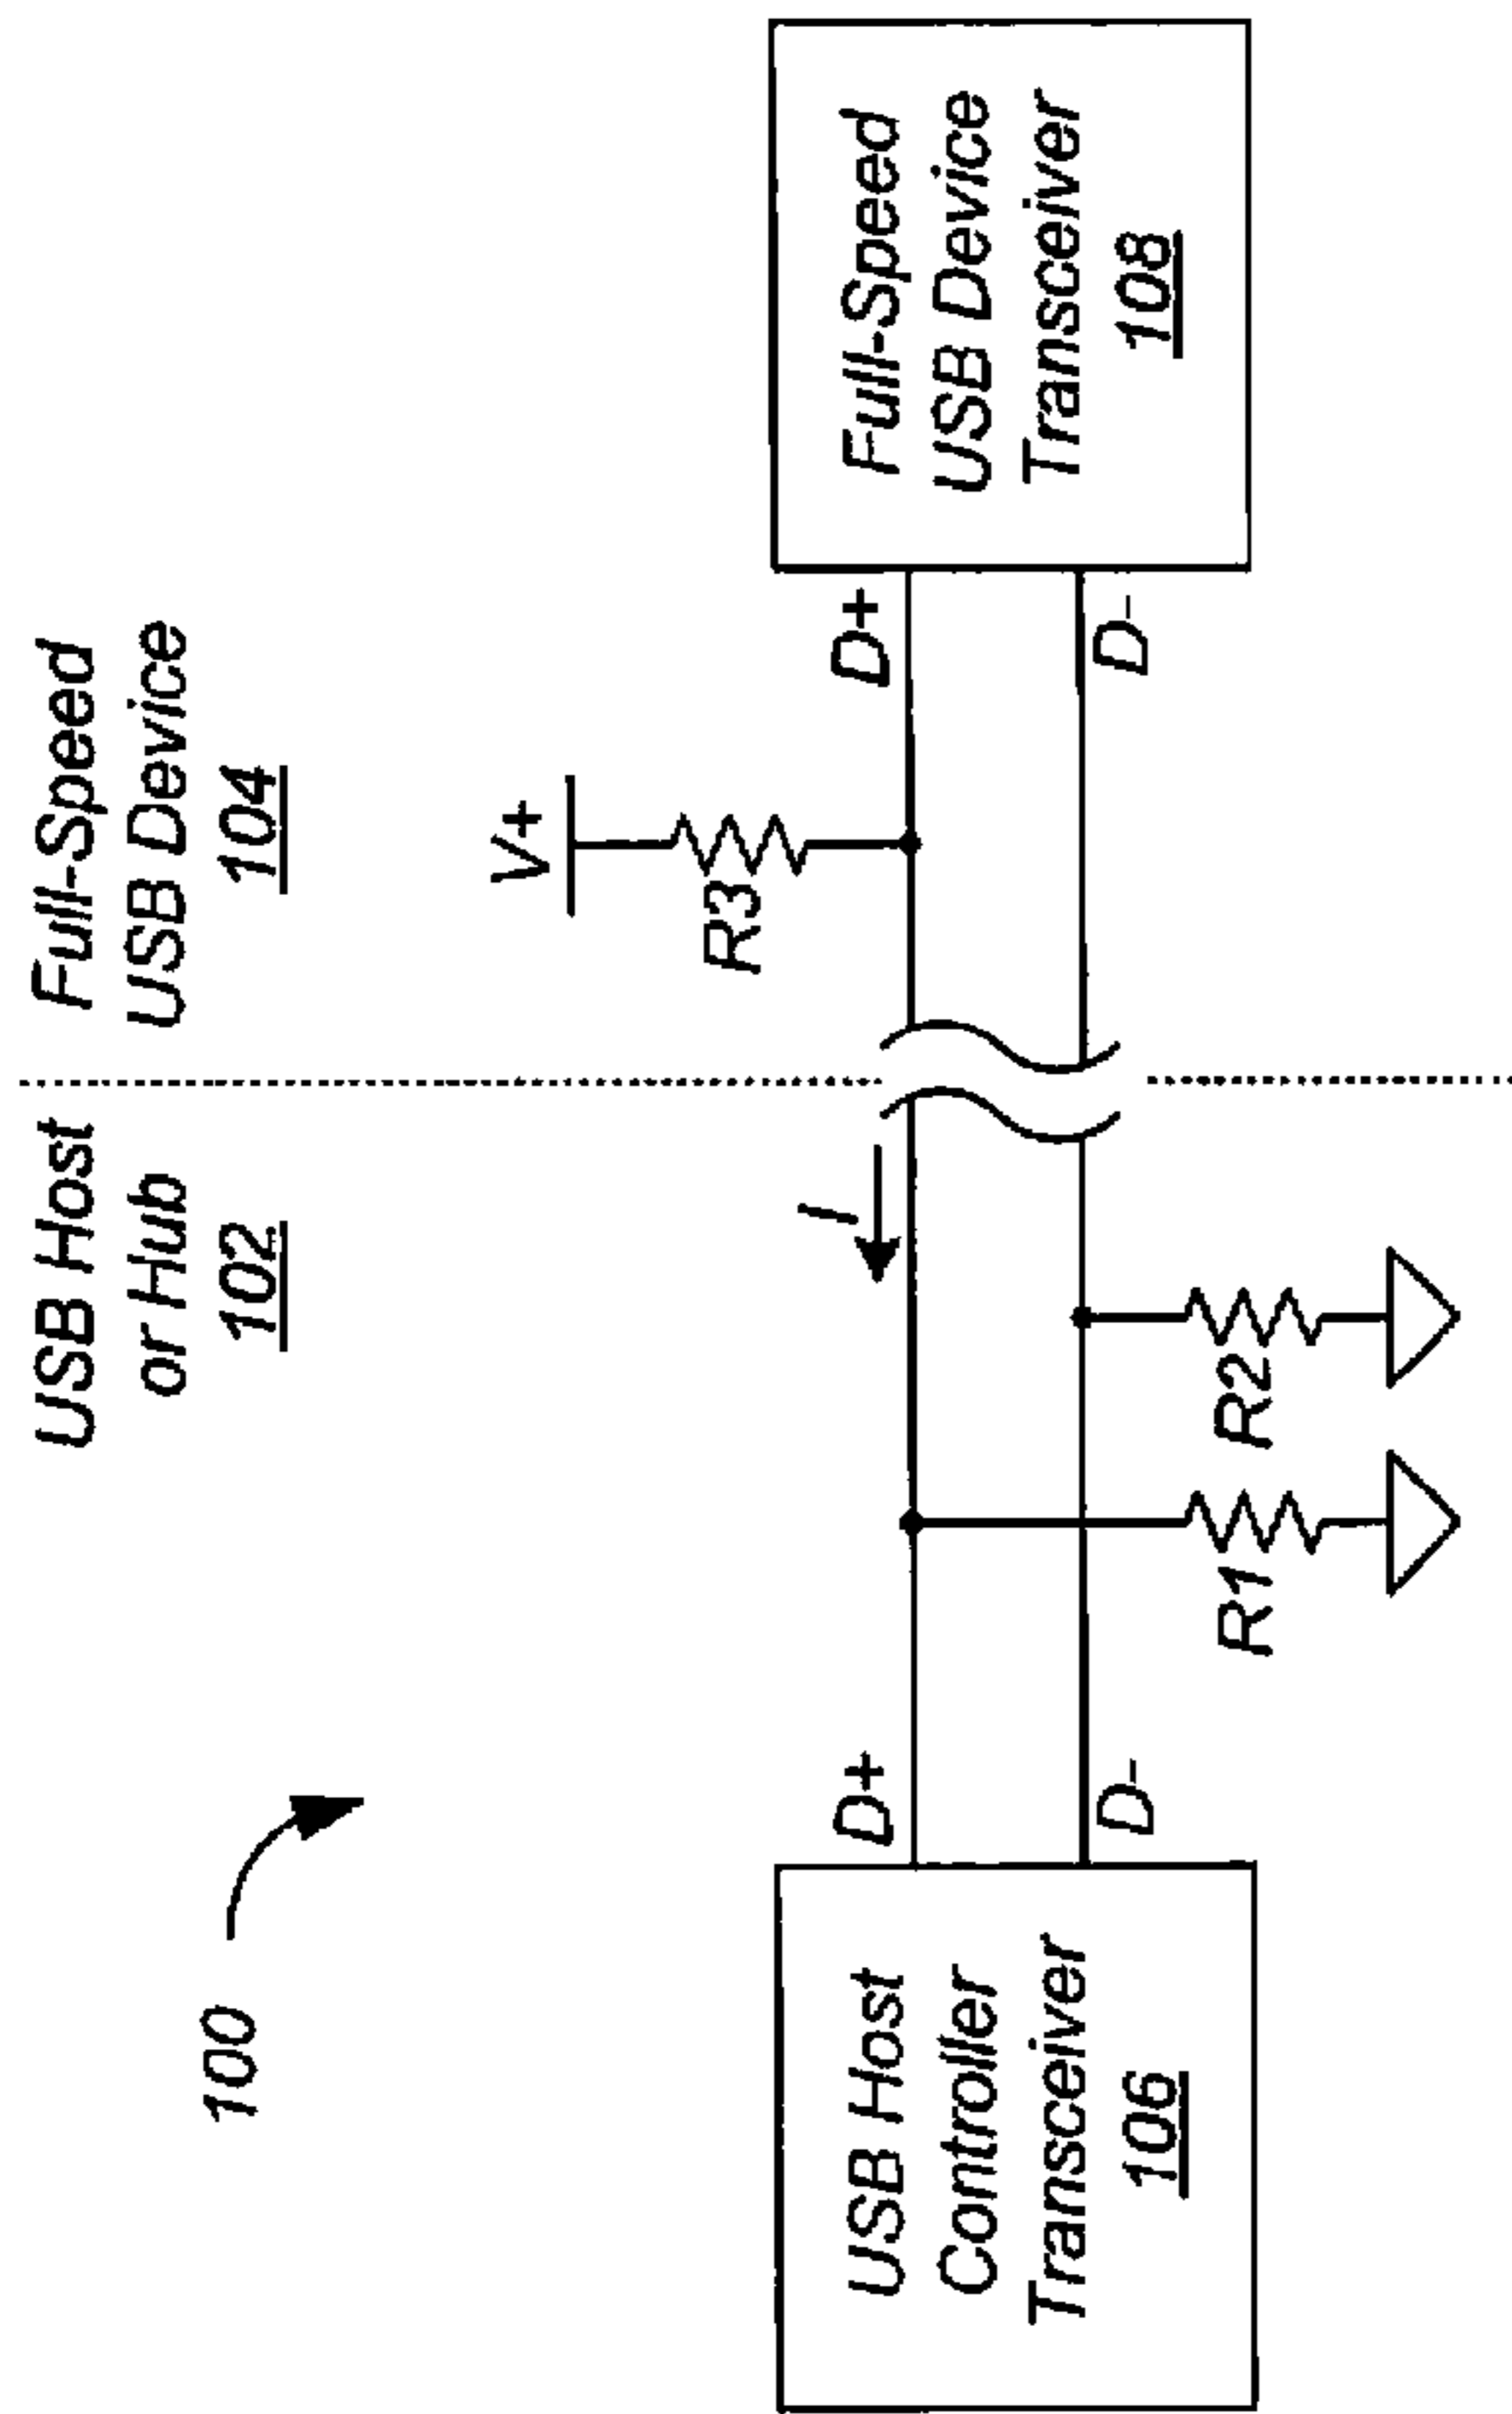 100
USB Host
or Hub
102
Full-Speed
USB Device
104
V+
R3
I
D+
D+
USB Host
Controller
Transceiver
106
Full-Speed
USB Device
Transceiver
108
D-
D-
R1
R2